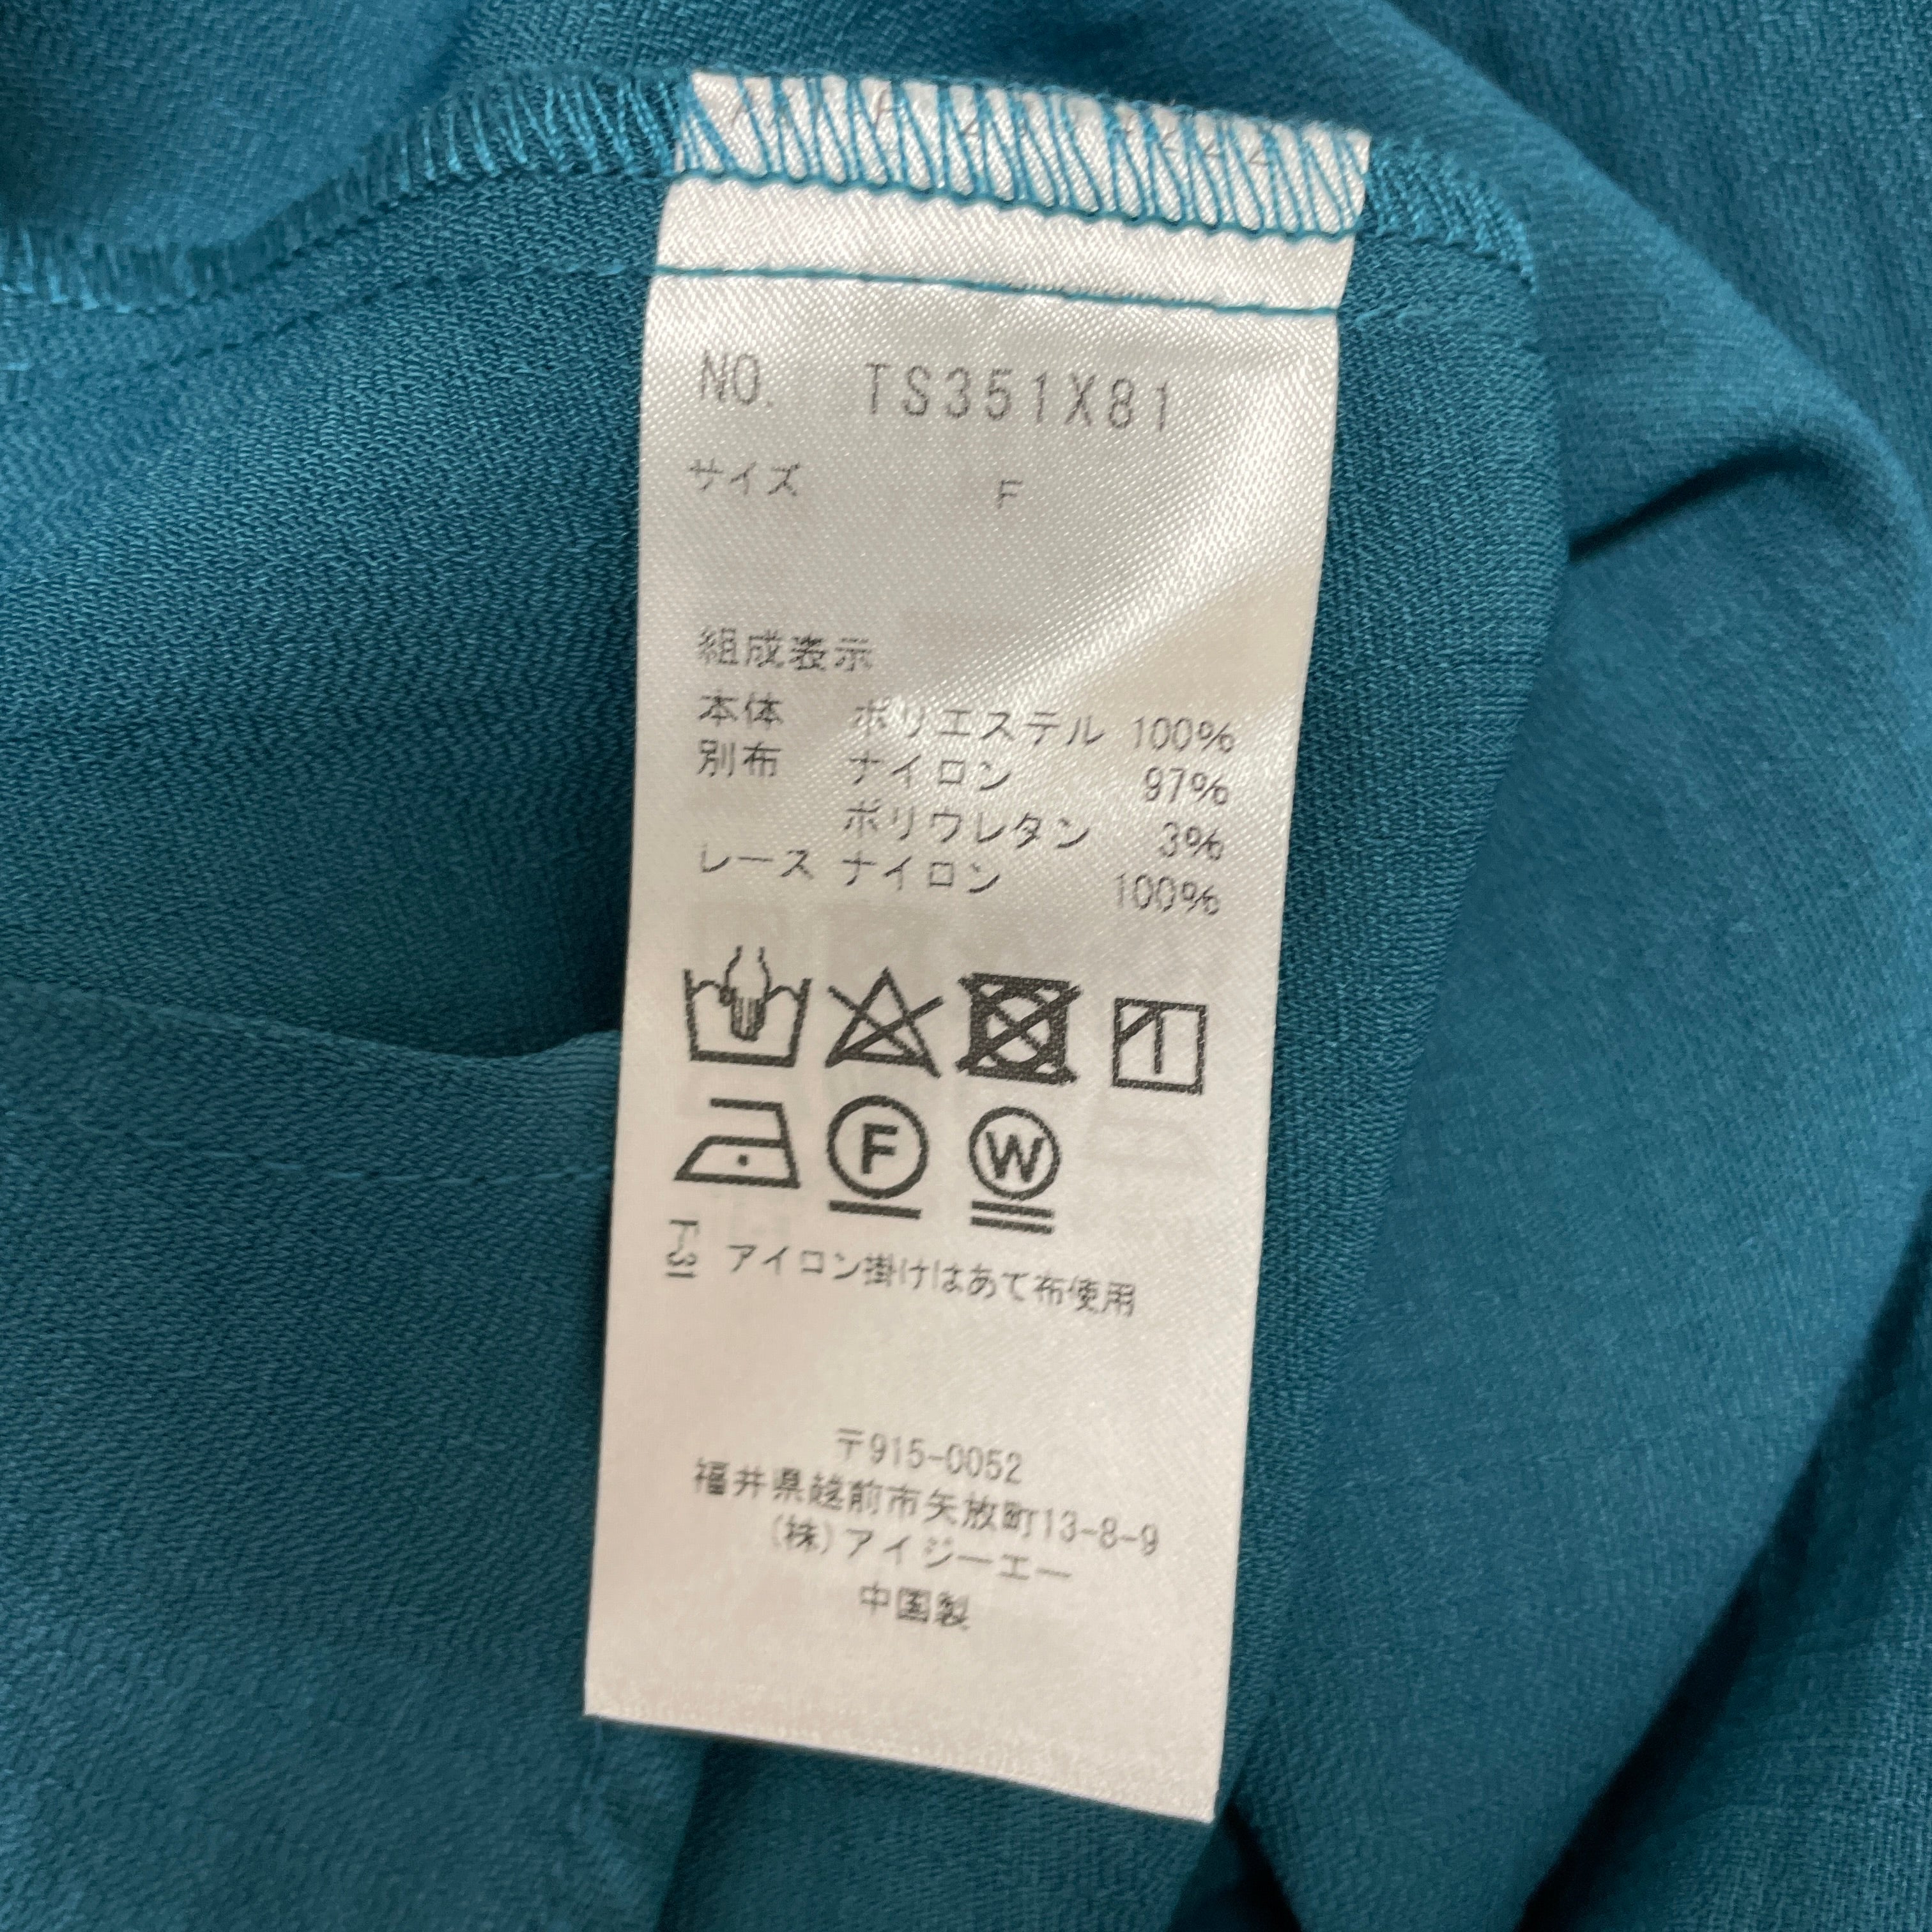 NO. TS351X81
サイズ F
組成表示
本体 ポリエステル 100%
別布 ナイロン 97%
ポリウレタン 3%
レース ナイロン 100%
F
W
アイロン掛けはあて布使用
〒915-0052
福井県越前市矢放町13-8-9
(株)アイジーエー
中国製